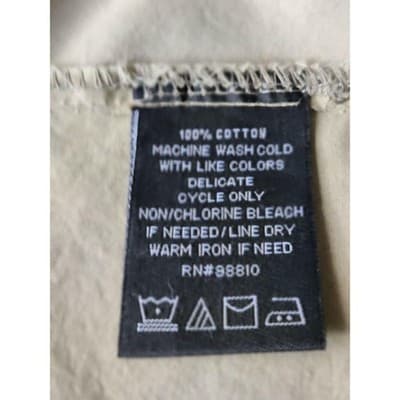 100% COTTON
MACHINE WASH COLD
WITH LIKE COLORS
DELICATE
CYCLE ONLY
NON/CHLORINE BLEACH
IF NEEDED/LINE DRY
WARM IRON IF NEED
RN#98810